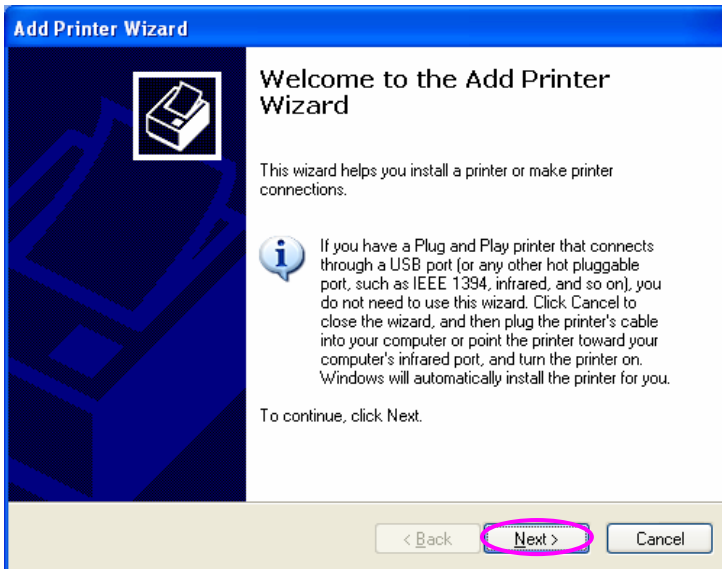 Add Printer Wizard
Welcome to the Add Printer
Wizard
This wizard helps you install a printer or make printer
connections.
If you have a Plug and Play printer that connects
through a USB port (or any other hot pluggable
port, such as IEEE 1394, infrared, and so on), you
do not need to use this wizard. Click Cancel to
close the wizard, and then plug the printer's cable
into your computer or point the printer toward your
computer's infrared port, and turn the printer on.
Windows will automatically install the printer for you.
To continue, click Next.
< Back Next > Cancel